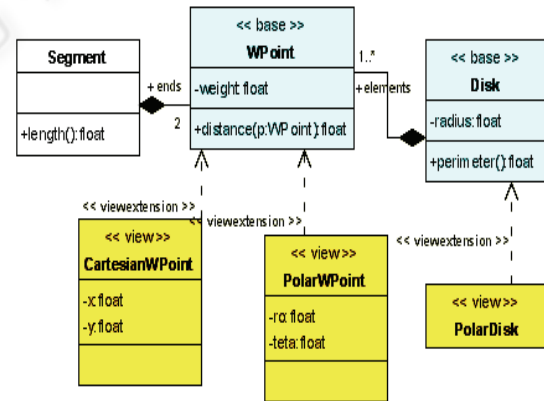 Segment
+length():float
+ ends
2
<< base >>
WPoint
-weight:float
+distance(p:WPoint):float
1..*
+elements
<< base >>
Disk
-radius:float
+perimeter():float
<< viewextension >>
<< viewextension >>
<< viewextension >>
<< view>>
CartesianWPoint
-x:float
-y:float
<< view>>
PolarWPoint
-ro:float
-teta:float
<< view>>
PolarDisk